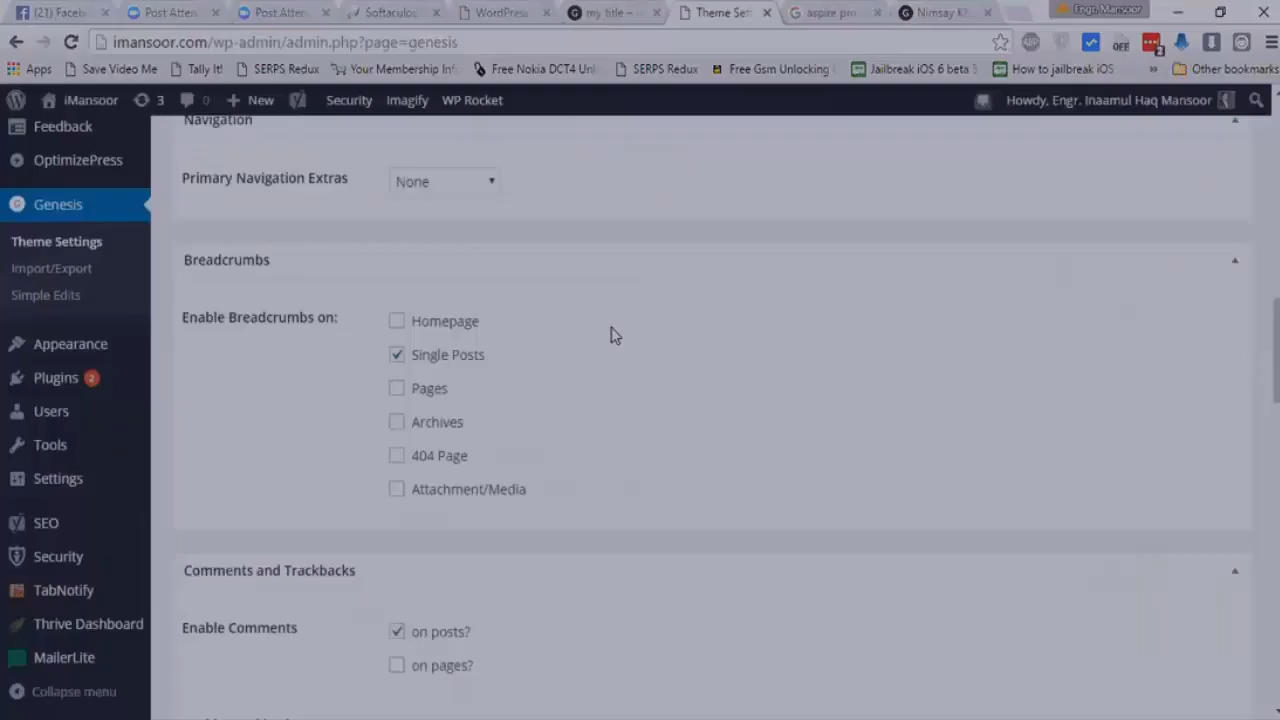 (21) Faceb
Post Atten
Post Atten
Softaculou
WordPress
my title –
Theme Set
aspire pro
Nimsay K
Engr. Mansoor
imansoor.com/wp-admin/admin.php?page=genesis
ABP
OFF
2
Apps
Save Video Me
Tally It!
SERPS Redux
Your Membership Inf
Free Nokia DCT4 Unl
SERPS Redux
Free Gsm Unlocking
Jailbreak iOS 6 beta 3
How to jailbreak iOS
»
Other bookmarks
iMansoor
3
0
New
Security
Imagify
WP Rocket
Howdy, Engr. Inaamul Haq Mansoor
Feedback
OptimizePress
Genesis
Theme Settings
Import/Export
Simple Edits
Appearance
Plugins 2
Users
Tools
Settings
SEO
Security
TabNotify
Thrive Dashboard
MailerLite
Collapse menu
Navigation
Primary Navigation Extras
None
Breadcrumbs
Enable Breadcrumbs on:
Homepage
Single Posts
Pages
Archives
404 Page
Attachment/Media
Comments and Trackbacks
Enable Comments
on posts?
on pages?